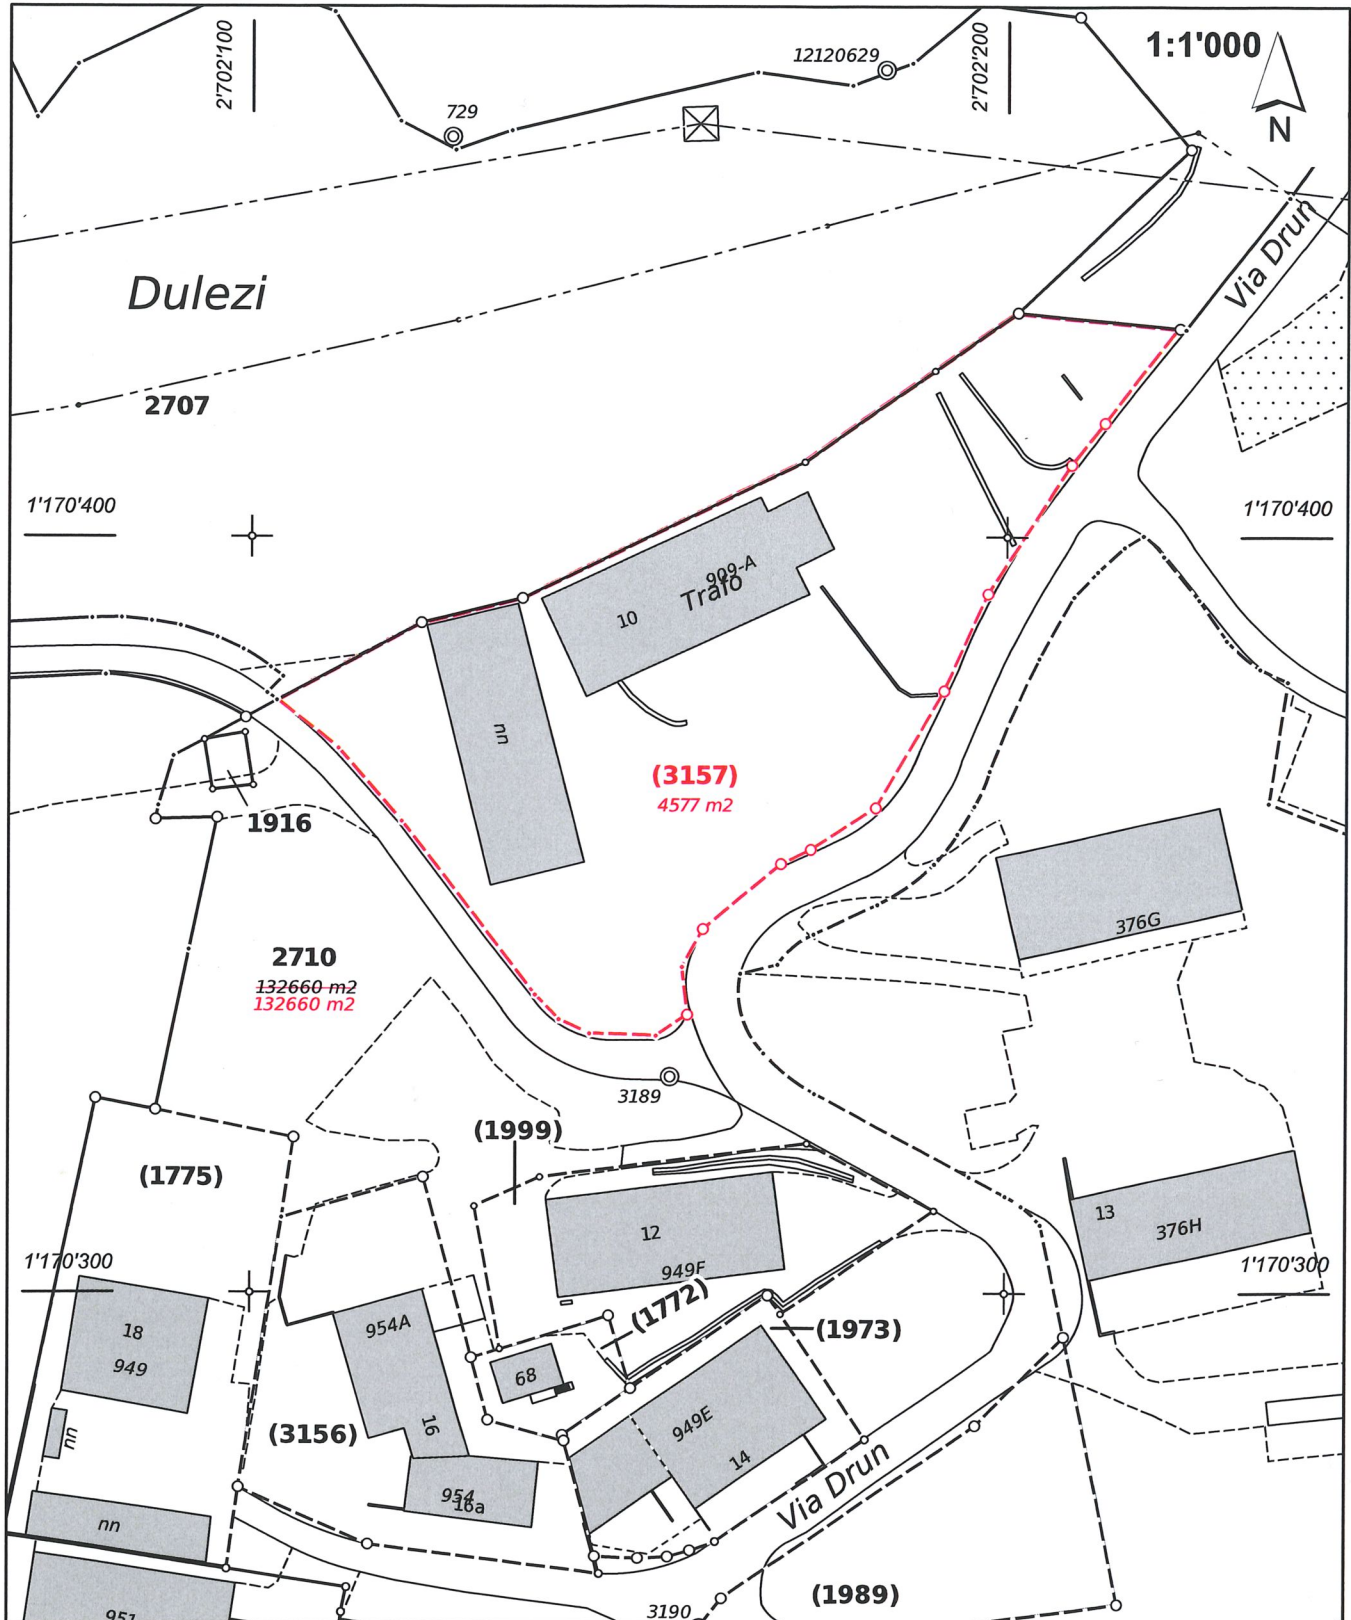 2'702'100
729
12120629
2'702'200
1:1'000
N
Via Drun
Dulezi
2707
1'170'400
1'170'400
909-A
Trafo
10
nn
(3157)
4577 m2
1916
376G
2710
132660 m2
132660 m2
3189
(1999)
(1775)
12
949F
13
376H
1'170'300
1'170'300
(1772)
(1973)
18
949
954A
68
16
949E
14
nn
(3156)
954
16a
nn
Via Drun
951
(1989)
3190